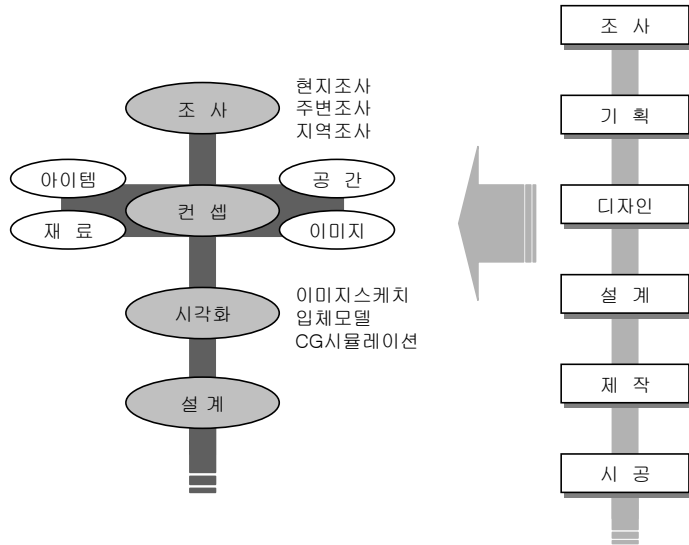 조 사
현지조사
주변조사
지역조사
아이템
공 간
컨 셉
재 료
이미지
시각화
이미지스케치
입체모델
CG시뮬레이션
설 계
조 사
기 획
디자인
설 계
제 작
시 공